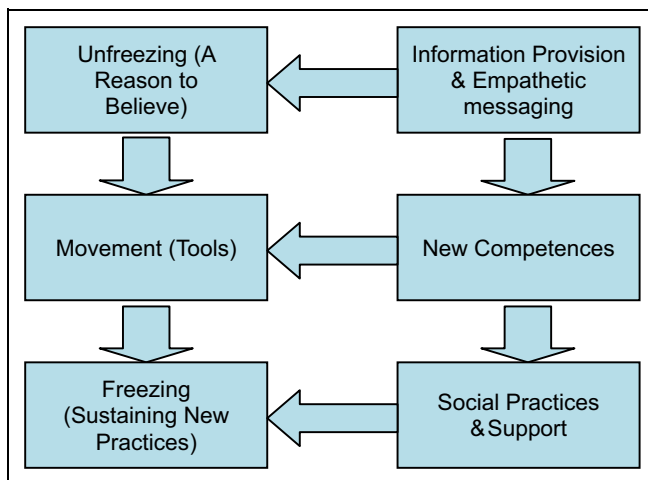 Unfreezing (A
Reason to
Believe)
Information Provision
& Empathetic
messaging
Movement (Tools)
New Competences
Freezing
(Sustaining New
Practices)
Social Practices
&Support